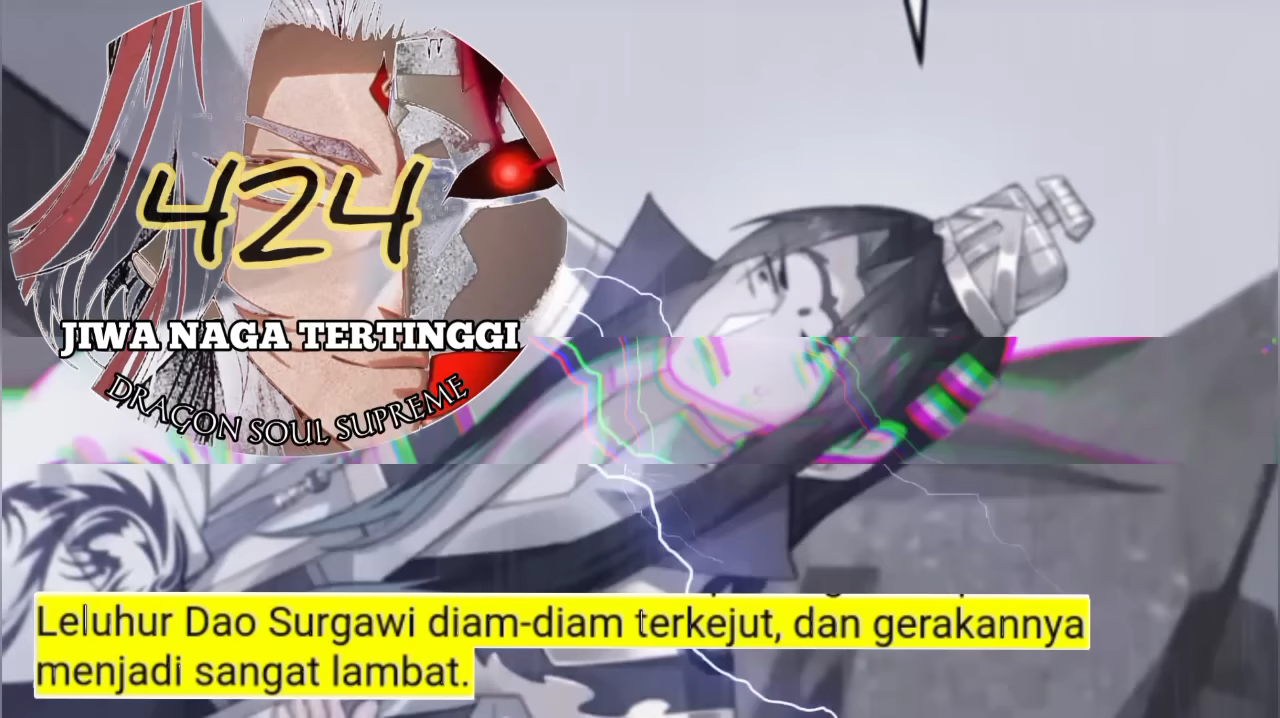 424
JIWA NAGA TERTINGGI
DRAGON SOUL SUPREME
Leluhur Dao Surgawi diam-diam terkejut, dan gerakannya
menjadi sangat lambat.